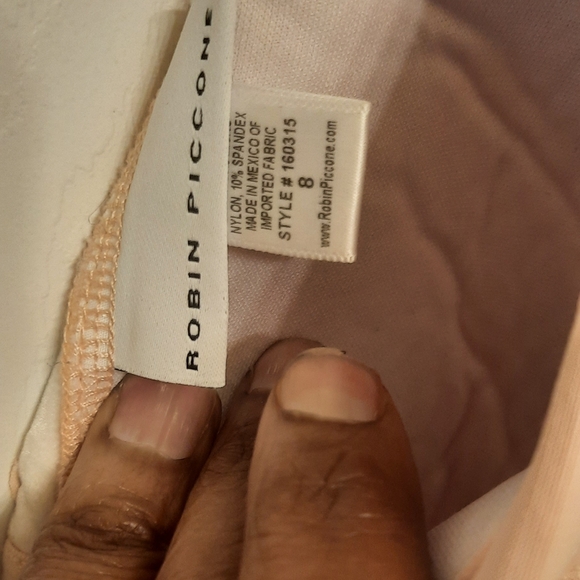 ROBIN PICCONE
NYLON, 10% SPANDEX
MADE IN MEXICO OF
IMPORTED FABRIC
STYLE # 160315
8
www.RobinPiccone.com